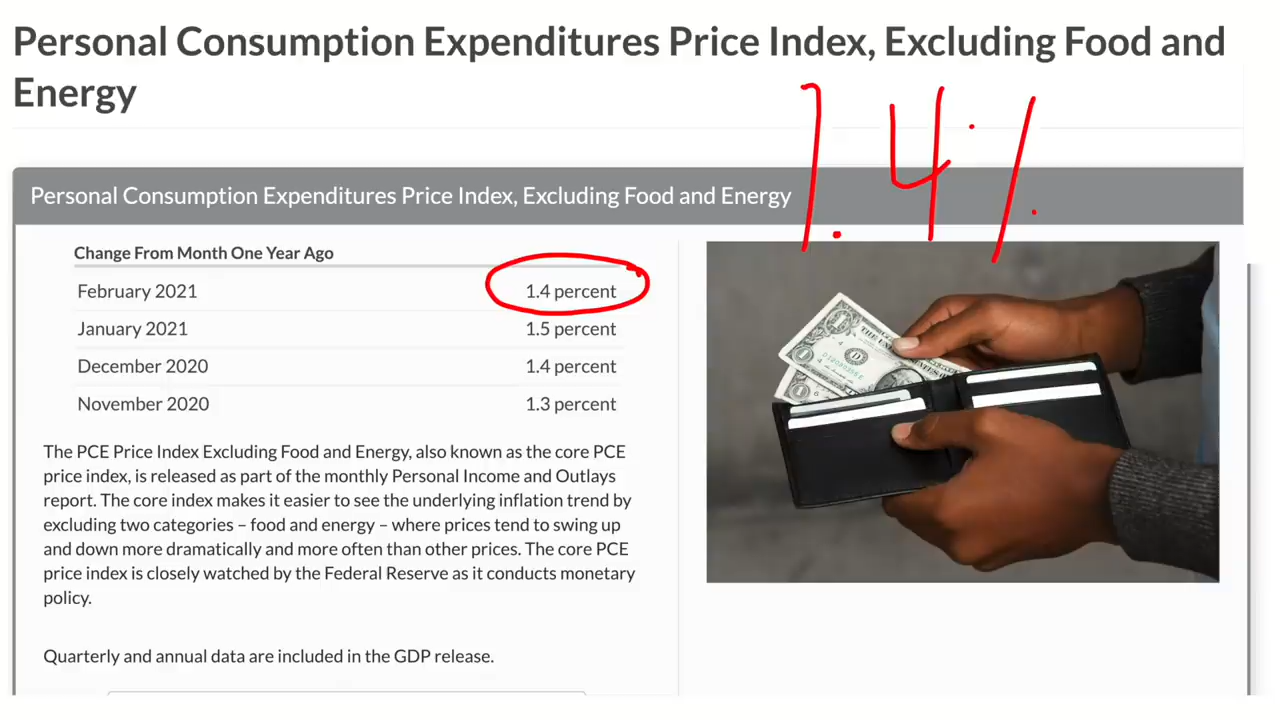 Personal Consumption Expenditures Price Index, Excluding Food and
Energy
1.4%
Personal Consumption Expenditures Price Index, Excluding Food and Energy
Change From Month One Year Ago
February 2021 1.4 percent
January 2021 1.5 percent
December 2020 1.4 percent
November 2020 1.3 percent
The PCE Price Index Excluding Food and Energy, also known as the core PCE
price index, is released as part of the monthly Personal Income and Outlays
report. The core index makes it easier to see the underlying inflation trend by
excluding two categories – food and energy – where prices tend to swing up
and down more dramatically and more often than other prices. The core PCE
price index is closely watched by the Federal Reserve as it conducts monetary
policy.
Quarterly and annual data are included in the GDP release.